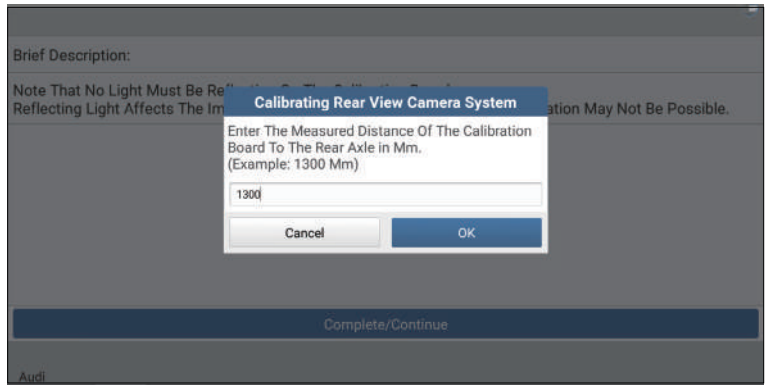 Brief Description:
Note That No Light Must Be
Reflecting Light Affects The
ation May Not Be Possible.
Calibrating Rear View Camera System
Enter The Measured Distance Of The Calibration
Board To The Rear Axle in Mm.
(Example: 1300 Mm)
1300
Cancel
OK
Complete/Continue
Audi